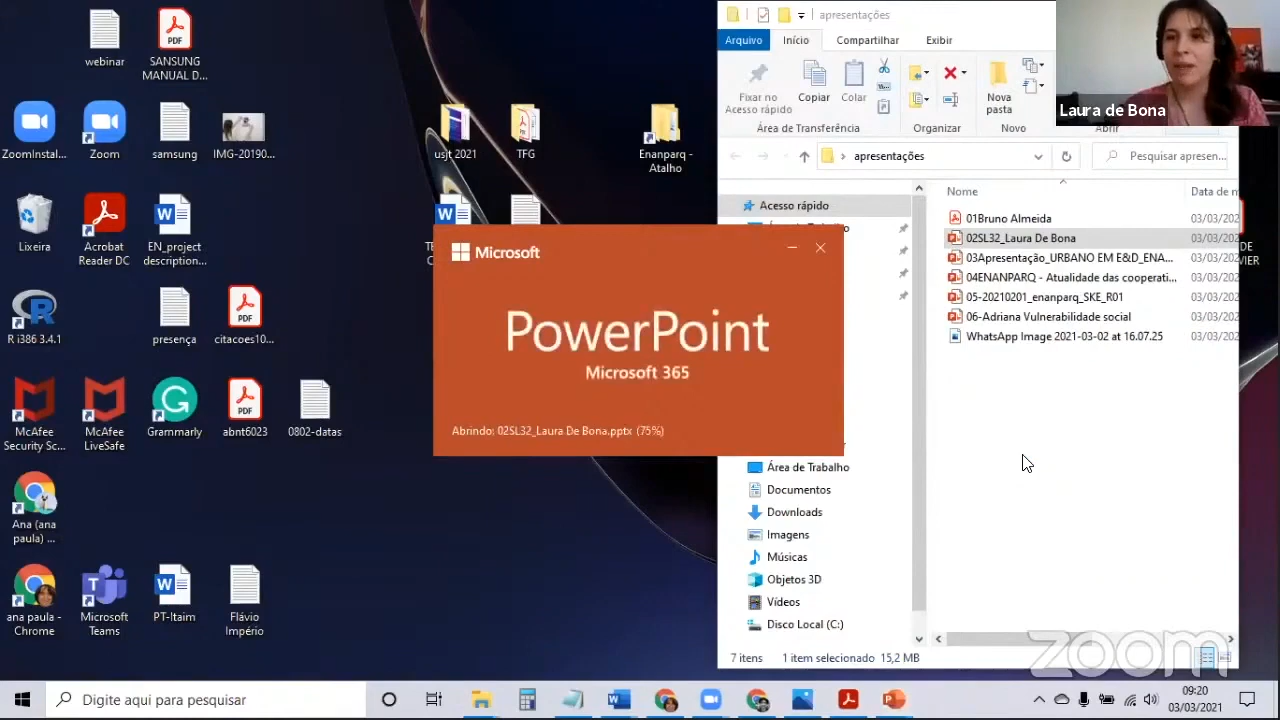 webinar
SANSUNG
MANUAL D...
ZoomInstal...
Zoom
samsung
IMG-20190...
usjt 2021
TFG
Enanparq -
Atalho
Lixeira
Acrobat
Reader DC
EN_project
description...
R i386 3.4.1
presença
citacoes10...
McAfee
Security Sc...
McAfee
LiveSafe
Grammarly
abnt6023
0802-datas
Ana (ana
paula) ...
ana paula -
Chrome
Microsoft
Teams
PT-Itaim
Flávio
Império
Microsoft
PowerPoint
Microsoft 365
Abrindo: 02SL32_Laura De Bona.pptx (75%)
apresentações
Arquivo
Início
Compartilhar
Exibir
Fixar no
Acesso rápido
Copiar
Colar
Nova
pasta
Área de Transferência
Organizar
Novo
Abrir
Laura de Bona
apresentações
Pesquisar apresen...
Acesso rápido
Nome
Data de m
01Bruno Almeida 03/03/202
02SL32_Laura De Bona 03/03/202
03Apresentação_URBANO EM E&D_ENA... 03/03/202
04ENANPARQ - Atualidade das cooperati... 03/03/202
05-20210201_enanparq_SKE_R01 03/03/202
06-Adriana Vulnerabilidade social 03/03/202
WhatsApp Image 2021-03-02 at 16.07.25 03/03/202
DE
VIER
Área de Trabalho
Documentos
Downloads
Imagens
Músicas
Objetos 3D
Vídeos
Disco Local (C:)
7 itens 1 item selecionado 15,2 MB
zoom
Digite aqui para pesquisar
09:20
03/03/2021